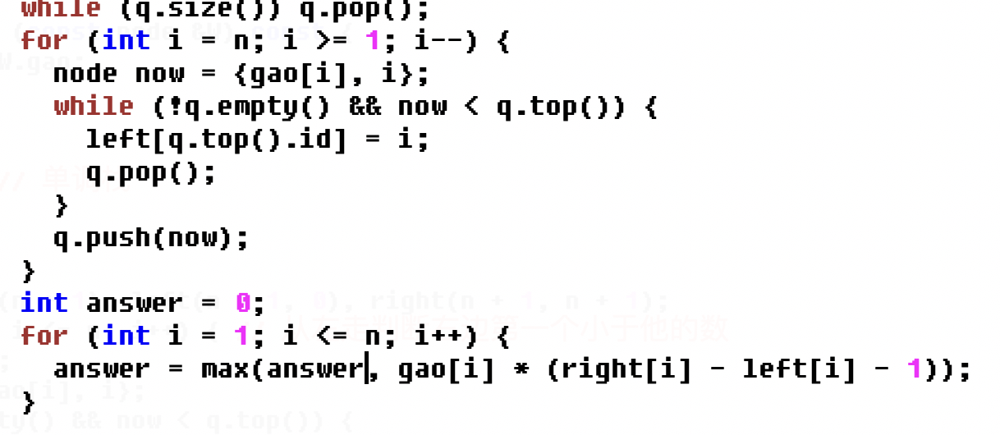 while (q.size()) q.pop();
for (int i = n; i >= 1; i--) {
node now = {gao[i], i};
while (!q.empty() && now < q.top()) {
left[q.top().id] = i;
q.pop();
}
q.push(now);
}
int answer = 0;
for (int i = 1; i <= n; i++) {
answer = max(answer, gao[i] * (right[i] - left[i] - 1));
}